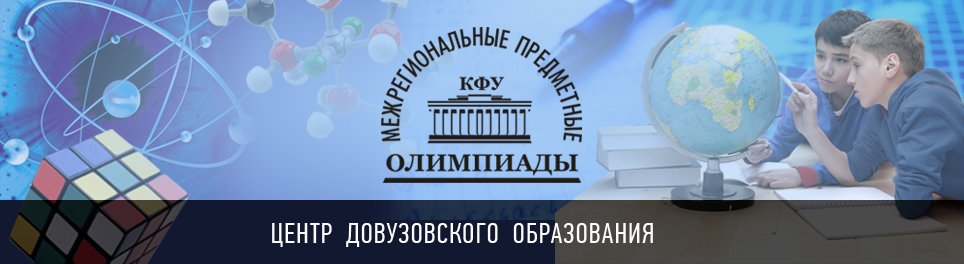 МЕЖРЕГИОНАЛЬНЫЕ ПРЕДМЕТНЫЕ
КФУ
ОЛИМПИАДЫ
ЦЕНТР ДОВУЗОВСКОГО ОБРАЗОВАНИЯ